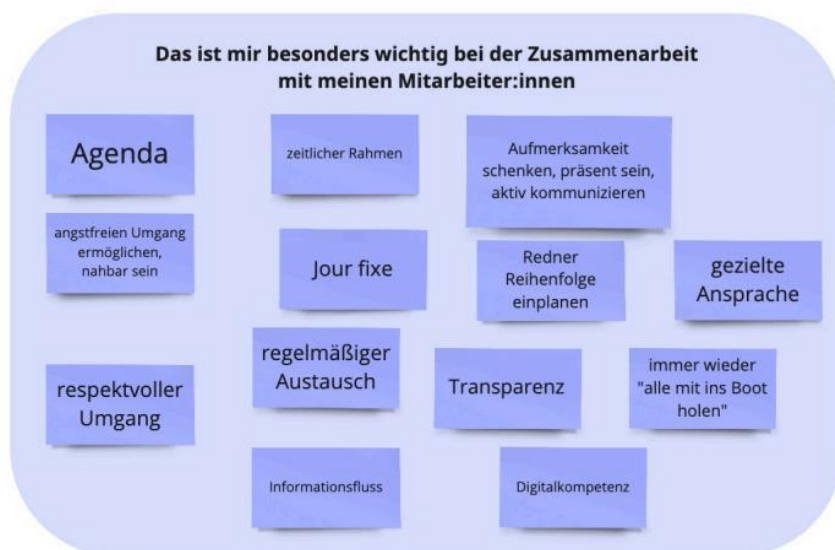 Das ist mir besonders wichtig bei der Zusammenarbeit
mit meinen Mitarbeiter:innen
Agenda
zeitlicher Rahmen
Aufmerksamkeit
schenken, präsent sein,
aktiv kommunizieren
angstfreien Umgang
ermöglichen,
nahbar sein
Jour fixe
Redner
Reihenfolge
einplanen
gezielte
Ansprache
respektvoller
Umgang
regelmäßiger
Austausch
Transparenz
immer wieder
"alle mit ins Boot
holen"
Informationsfluss
Digitalkompetenz